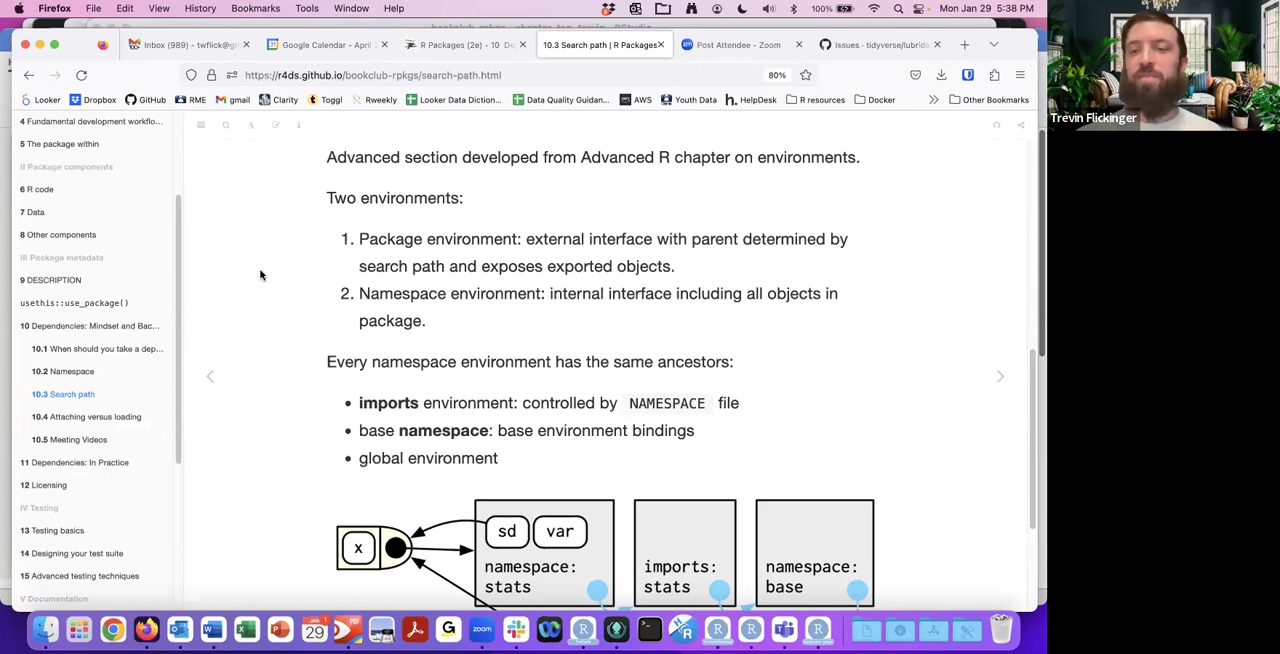 Firefox File Edit View History Bookmarks Tools Window Help 100% Mon Jan 29 5:38 PM
Inbox (989) - twflick@gm
Google Calendar - April
R Packages (2e) - 10 De
10.3 Search path | R Packages
Post Attendee - Zoom
Issues · tidyverse/lubrida
https://r4ds.github.io/bookclub-rpkgs/search-path.html
80%
Looker Dropbox GitHub RME gmail Clarity Toggl Rweekly Looker Data Diction... Data Quality Guidan... AWS Youth Data HelpDesk R resources Docker Other Bookmarks
Trevin Flickinger
4 Fundamental development workflo...
5 The package within
II Package components
6 R code
7 Data
8 Other components
III Package metadata
9 DESCRIPTION
usethis::use_package()
10 Dependencies: Mindset and Bac...
10.1 When should you take a dep...
10.2 Namespace
10.3 Search path
10.4 Attaching versus loading
10.5 Meeting Videos
11 Dependencies: In Practice
12 Licensing
IV Testing
13 Testing basics
14 Designing your test suite
15 Advanced testing techniques
V Documentation
Advanced section developed from Advanced R chapter on environments.
Two environments:
1. Package environment: external interface with parent determined by
search path and exposes exported objects.
2. Namespace environment: internal interface including all objects in
package.
Every namespace environment has the same ancestors:
• imports environment: controlled by NAMESPACE file
• base namespace: base environment bindings
• global environment
x
sd var
namespace:
stats
imports:
stats
namespace:
base
JAN
29
zoom